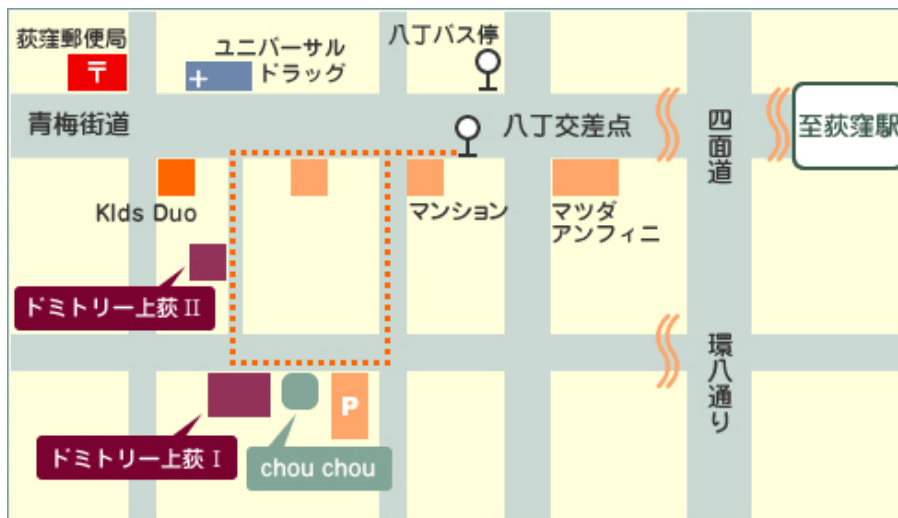 荻窪郵便局
〒
ユニバーサル
ドラッグ
八丁バス停
青梅街道
八丁交差点
四面道
至荻窪駅
KIds Duo
マンション
マツダ
アンフィニ
ドミトリー上荻 II
環八通り
P
ドミトリー上荻 I
chou chou